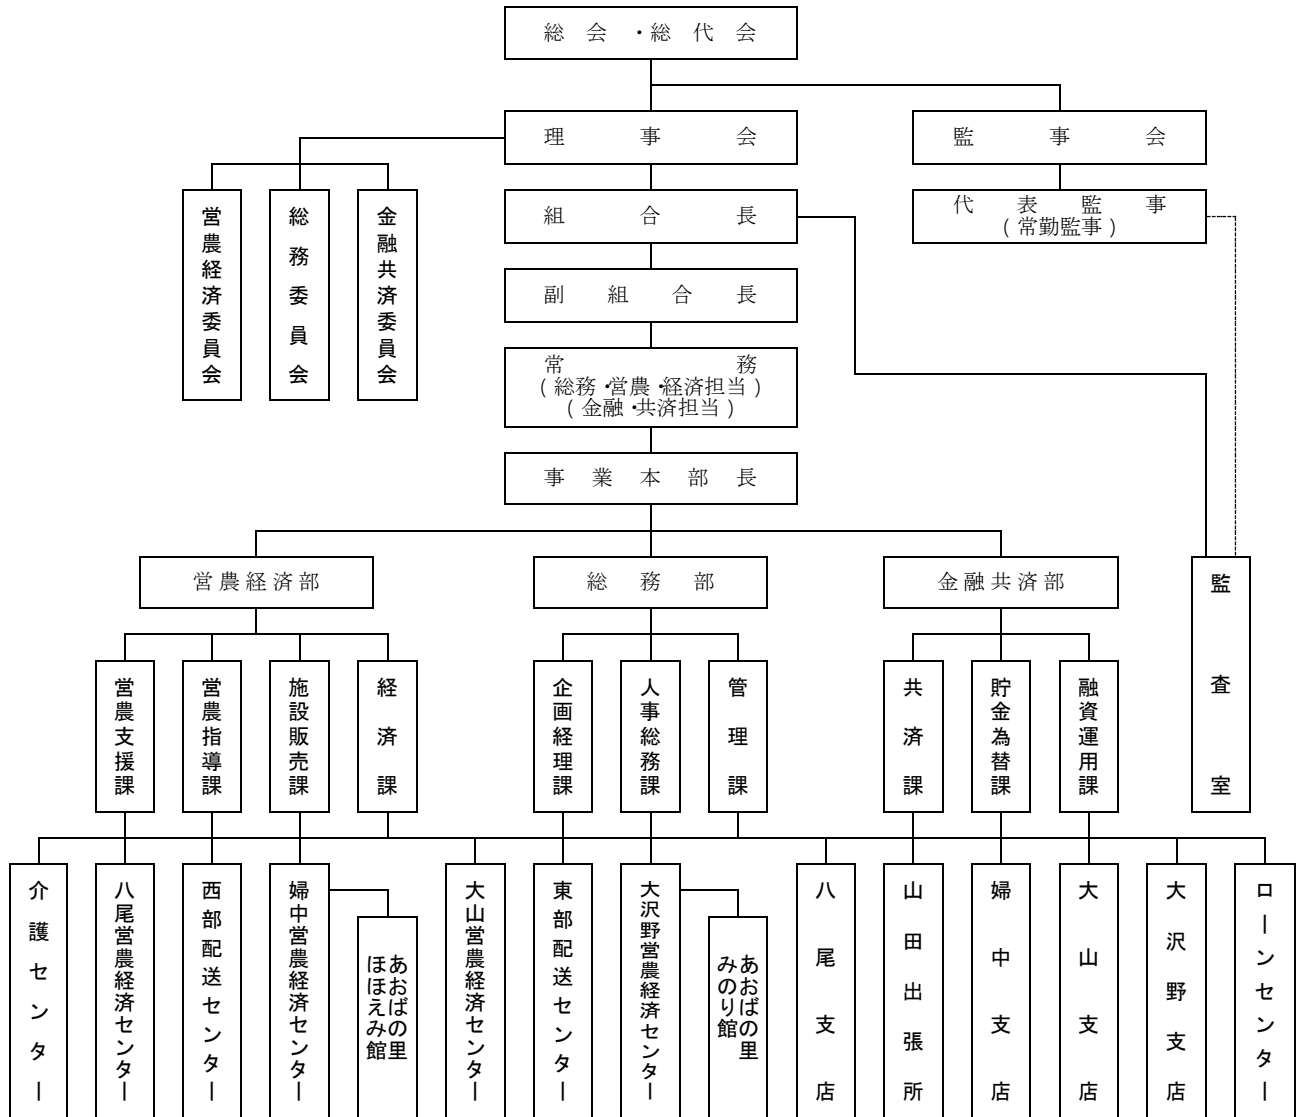 総会・総代会
理事会
監事会
組合長
代表監事
(常勤監事)
営農経済委員会
総務委員会
金融共済委員会
副組合長
常務
(総務・営農・経済担当)
(金融・共済担当)
事業本部長
営農経済部
総務部
金融共済部
監査室
営農支援課
営農指導課
施設販売課
経済課
企画経理課
人事総務課
管理課
共済課
貯金為替課
融資運用課
介護センター
八尾営農経済センター
西部配送センター
婦中営農経済センター
あおばの里
ほほえみ館
大山営農経済センター
東部配送センター
大沢野営農経済センター
あおばの里
みのり館
八尾支店
山田出張所
婦中支店
大山支店
大沢野支店
ローンセンター